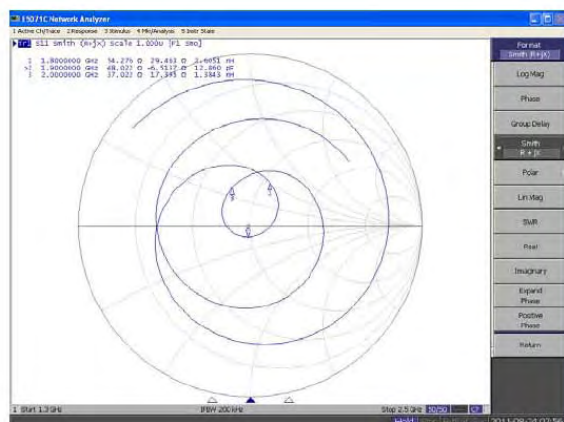 E5071C Network Analyzer
1 Active Ch/Trace 2 Response 3 Stimulus 4 Mkr/Analysis 5 Instr State
Tr1 S11 Smith (R+jX) Scale 1.000U [F1 Smo]
1 1.8000000 GHz 54.276 Ω 29.463 Ω 2.6051 nH
>2 1.9000000 GHz 48.022 Ω -6.5137 Ω 12.860 pF
3 2.0000000 GHz 37.022 Ω 17.395 Ω 1.3843 nH
Format
Smith (R+jX)
Log Mag
Phase
Group Delay
Smith
R + jX
Polar
Lin Mag
SWR
Real
Imaginary
Expand
Phase
Positive
Phase
Return
1 Start 1.3 GHz IFBW 200 kHz Stop 2.5 GHz